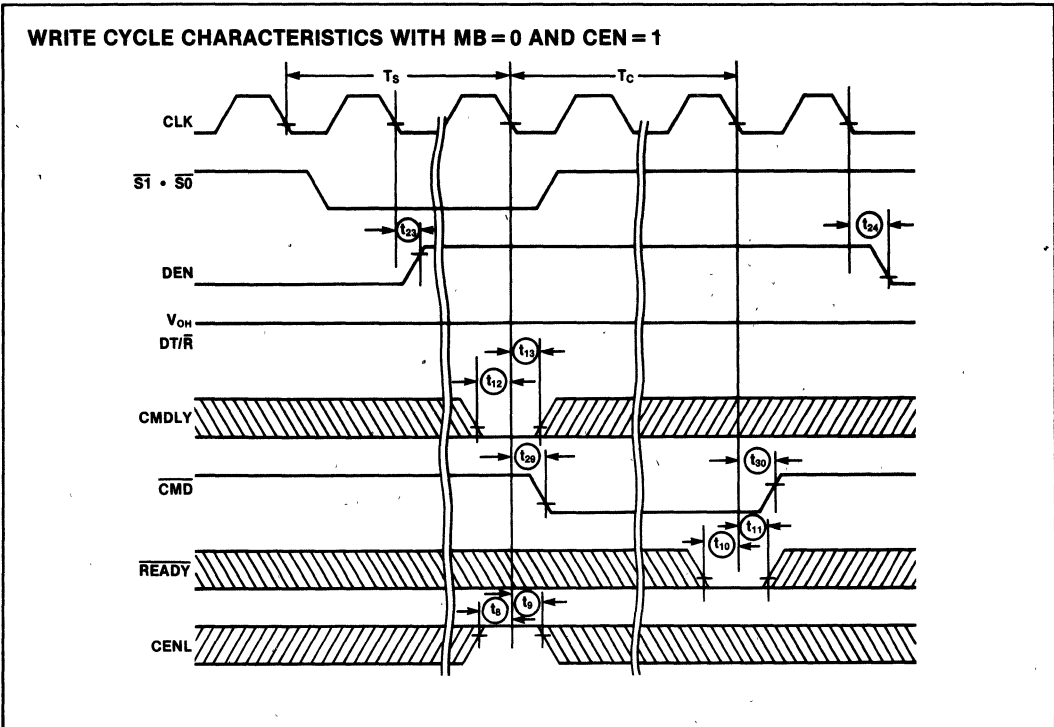 WRITE CYCLE CHARACTERISTICS WITH MB=0 AND CEN=1
Ts
Tc
CLK
S1 • S0
t23
t24
DEN
VOH
DT/R
t13
t12
CMDLY
t29
t30
CMD
t11
t10
READY
t8
t9
CENL